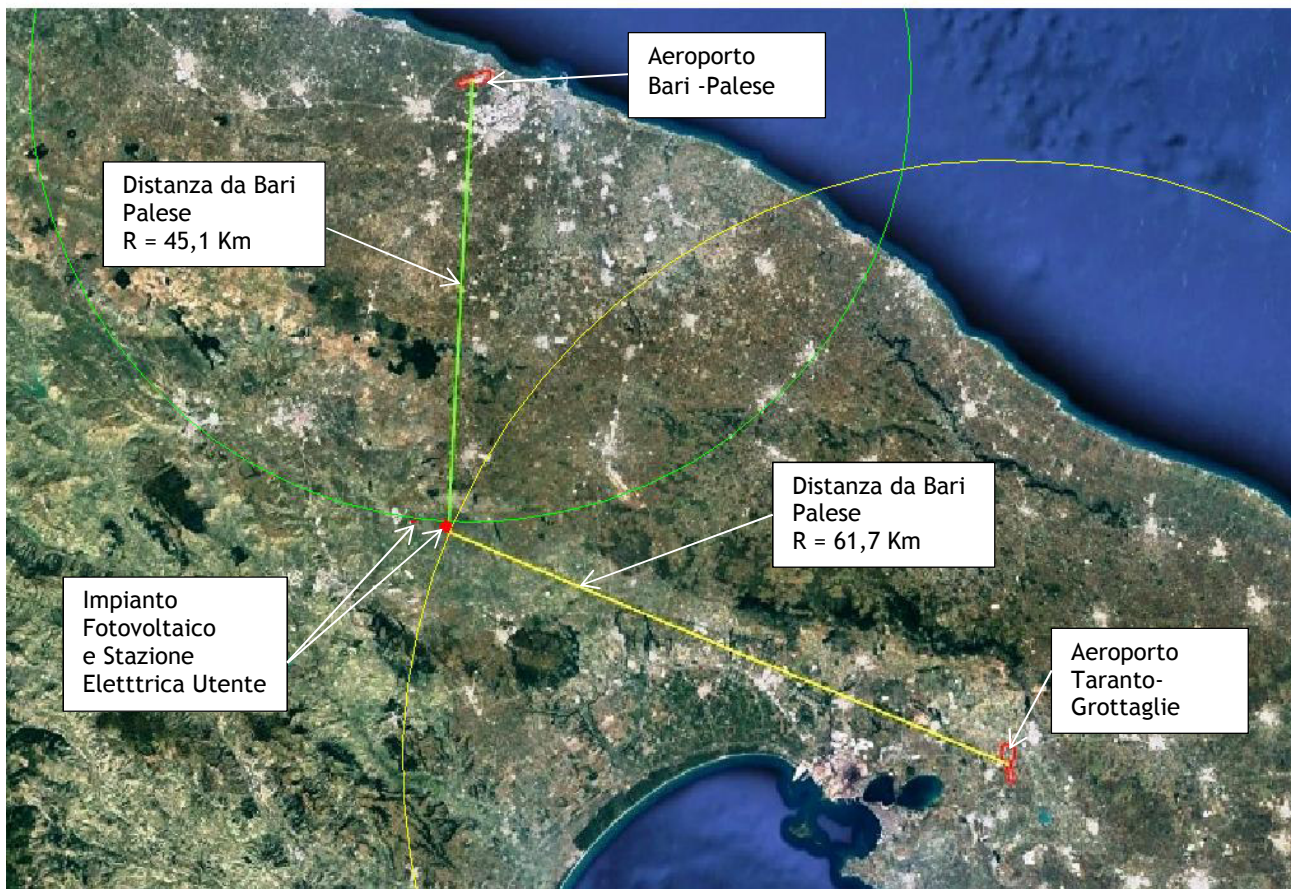 Aeroporto
Bari -Palese
Distanza da Bari
Palese
R = 45,1 Km
Distanza da Bari
Palese
R = 61,7 Km
Impianto
Fotovoltaico
e Stazione
Eletttrica Utente
Aeroporto
Taranto-
Grottaglie